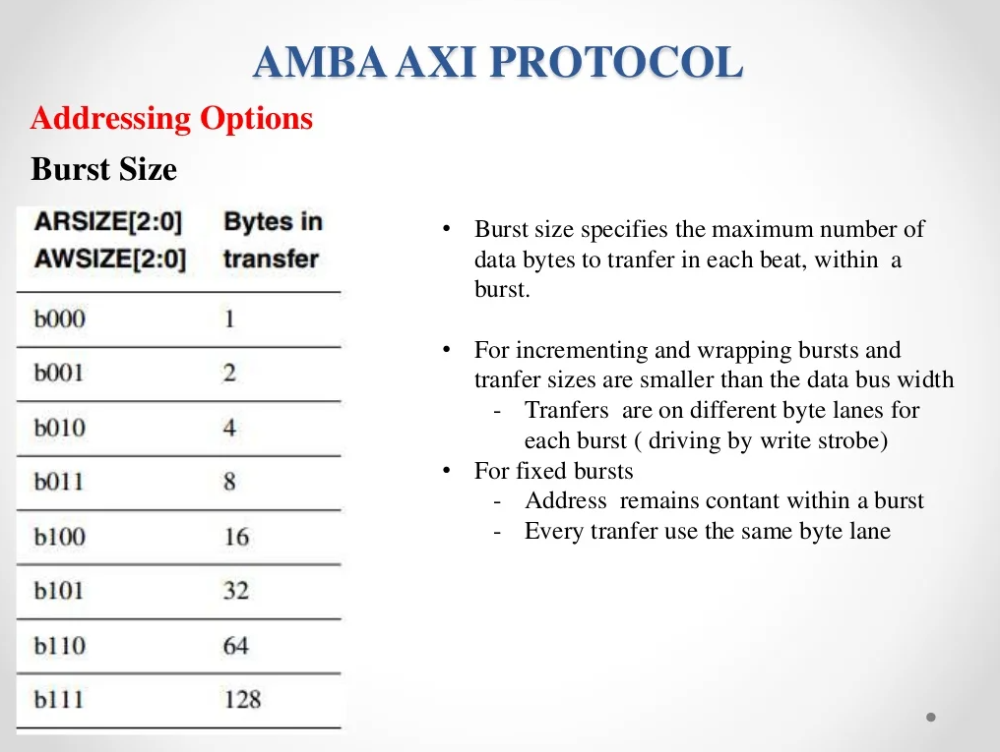 AMBA AXI PROTOCOL
Addressing Options
Burst Size
ARSIZE[2:0] Bytes in
AWSIZE[2:0] transfer
b000 1
b001 2
b010 4
b011 8
b100 16
b101 32
b110 64
b111 128
• Burst size specifies the maximum number of
data bytes to tranfer in each beat, within a
burst.
• For incrementing and wrapping bursts and
tranfer sizes are smaller than the data bus width
- Tranfers are on different byte lanes for
each burst ( driving by write strobe)
• For fixed bursts
- Address remains contant within a burst
- Every tranfer use the same byte lane